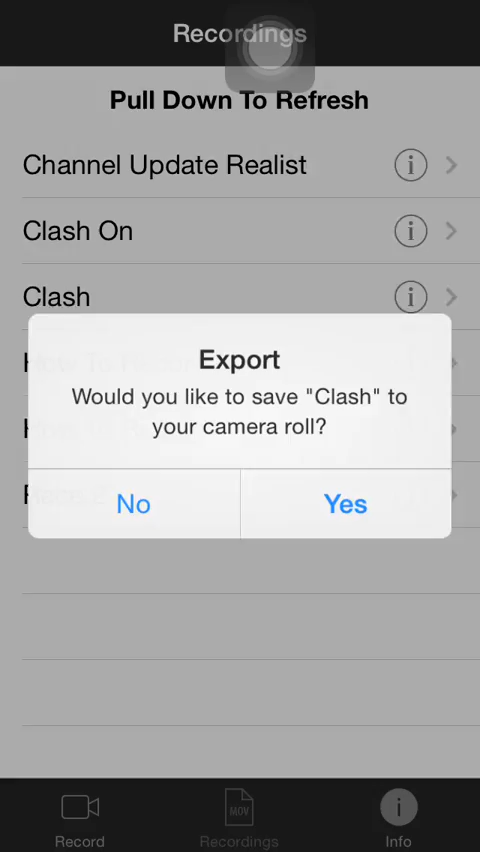 Recordings
Pull Down To Refresh
Channel Update Realist
Clash On
Clash
Export
Would you like to save "Clash" to
your camera roll?
No
Yes
MOV
Record
Recordings
Info